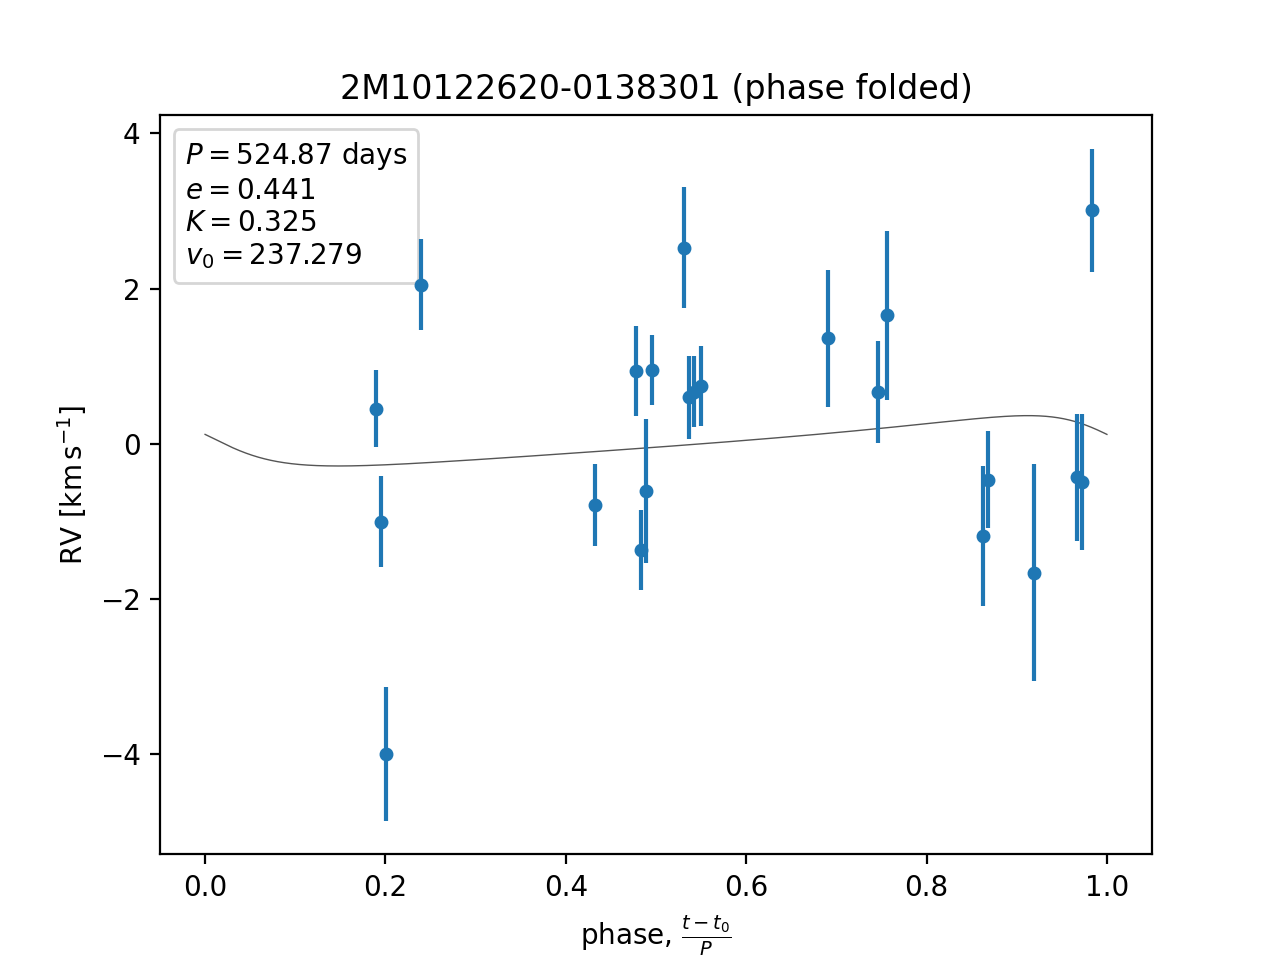 2M10122620-0138301 (phase folded)
P = 524.87 days
e = 0.441
K = 0.325
v₀ = 237.279
4
2
0
−2
−4
RV [km s⁻¹]
0.0 0.2 0.4 0.6 0.8 1.0
phase, (t − t₀)/P